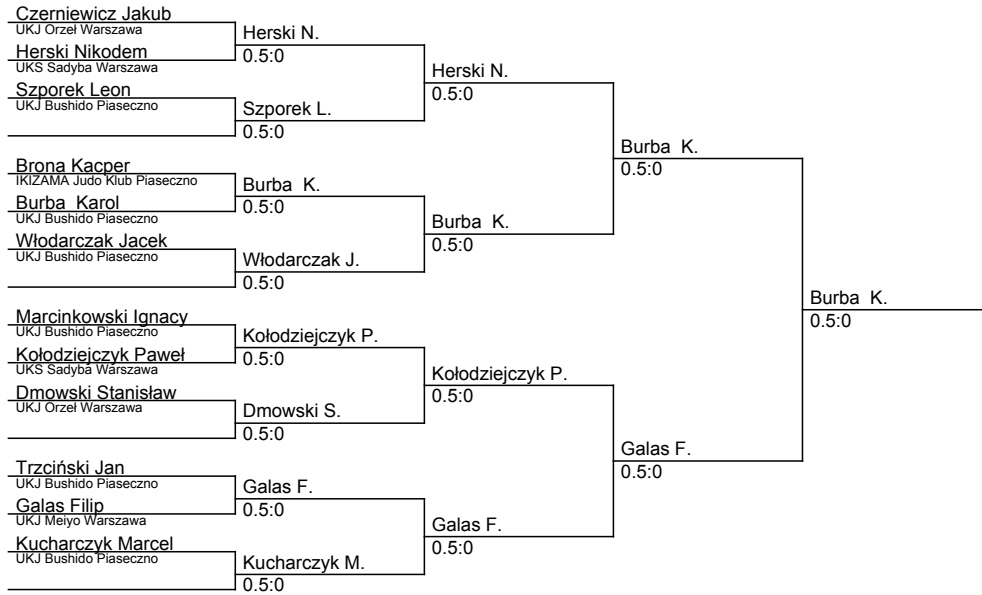 Czerniewicz Jakub
UKJ Orzeł Warszawa
Herski Nikodem
UKS Sadyba Warszawa
Szporek Leon
UKJ Bushido Piaseczno
Brona Kacper
IKIZAMA Judo Klub Piaseczno
Burba  Karol
UKJ Bushido Piaseczno
Włodarczak Jacek
UKJ Bushido Piaseczno
Marcinkowski Ignacy
UKJ Bushido Piaseczno
Kołodziejczyk Paweł
UKS Sadyba Warszawa
Dmowski Stanisław
UKJ Orzeł Warszawa
Trzciński Jan
UKJ Bushido Piaseczno
Galas Filip
UKJ Meiyo Warszawa
Kucharczyk Marcel
UKJ Bushido Piaseczno
Herski N.
0.5:0
Szporek L.
0.5:0
Burba  K.
0.5:0
Włodarczak J.
0.5:0
Kołodziejczyk P.
0.5:0
Dmowski S.
0.5:0
Galas F.
0.5:0
Kucharczyk M.
0.5:0
Herski N.
0.5:0
Burba  K.
0.5:0
Kołodziejczyk P.
0.5:0
Galas F.
0.5:0
Burba  K.
0.5:0
Galas F.
0.5:0
Burba  K.
0.5:0